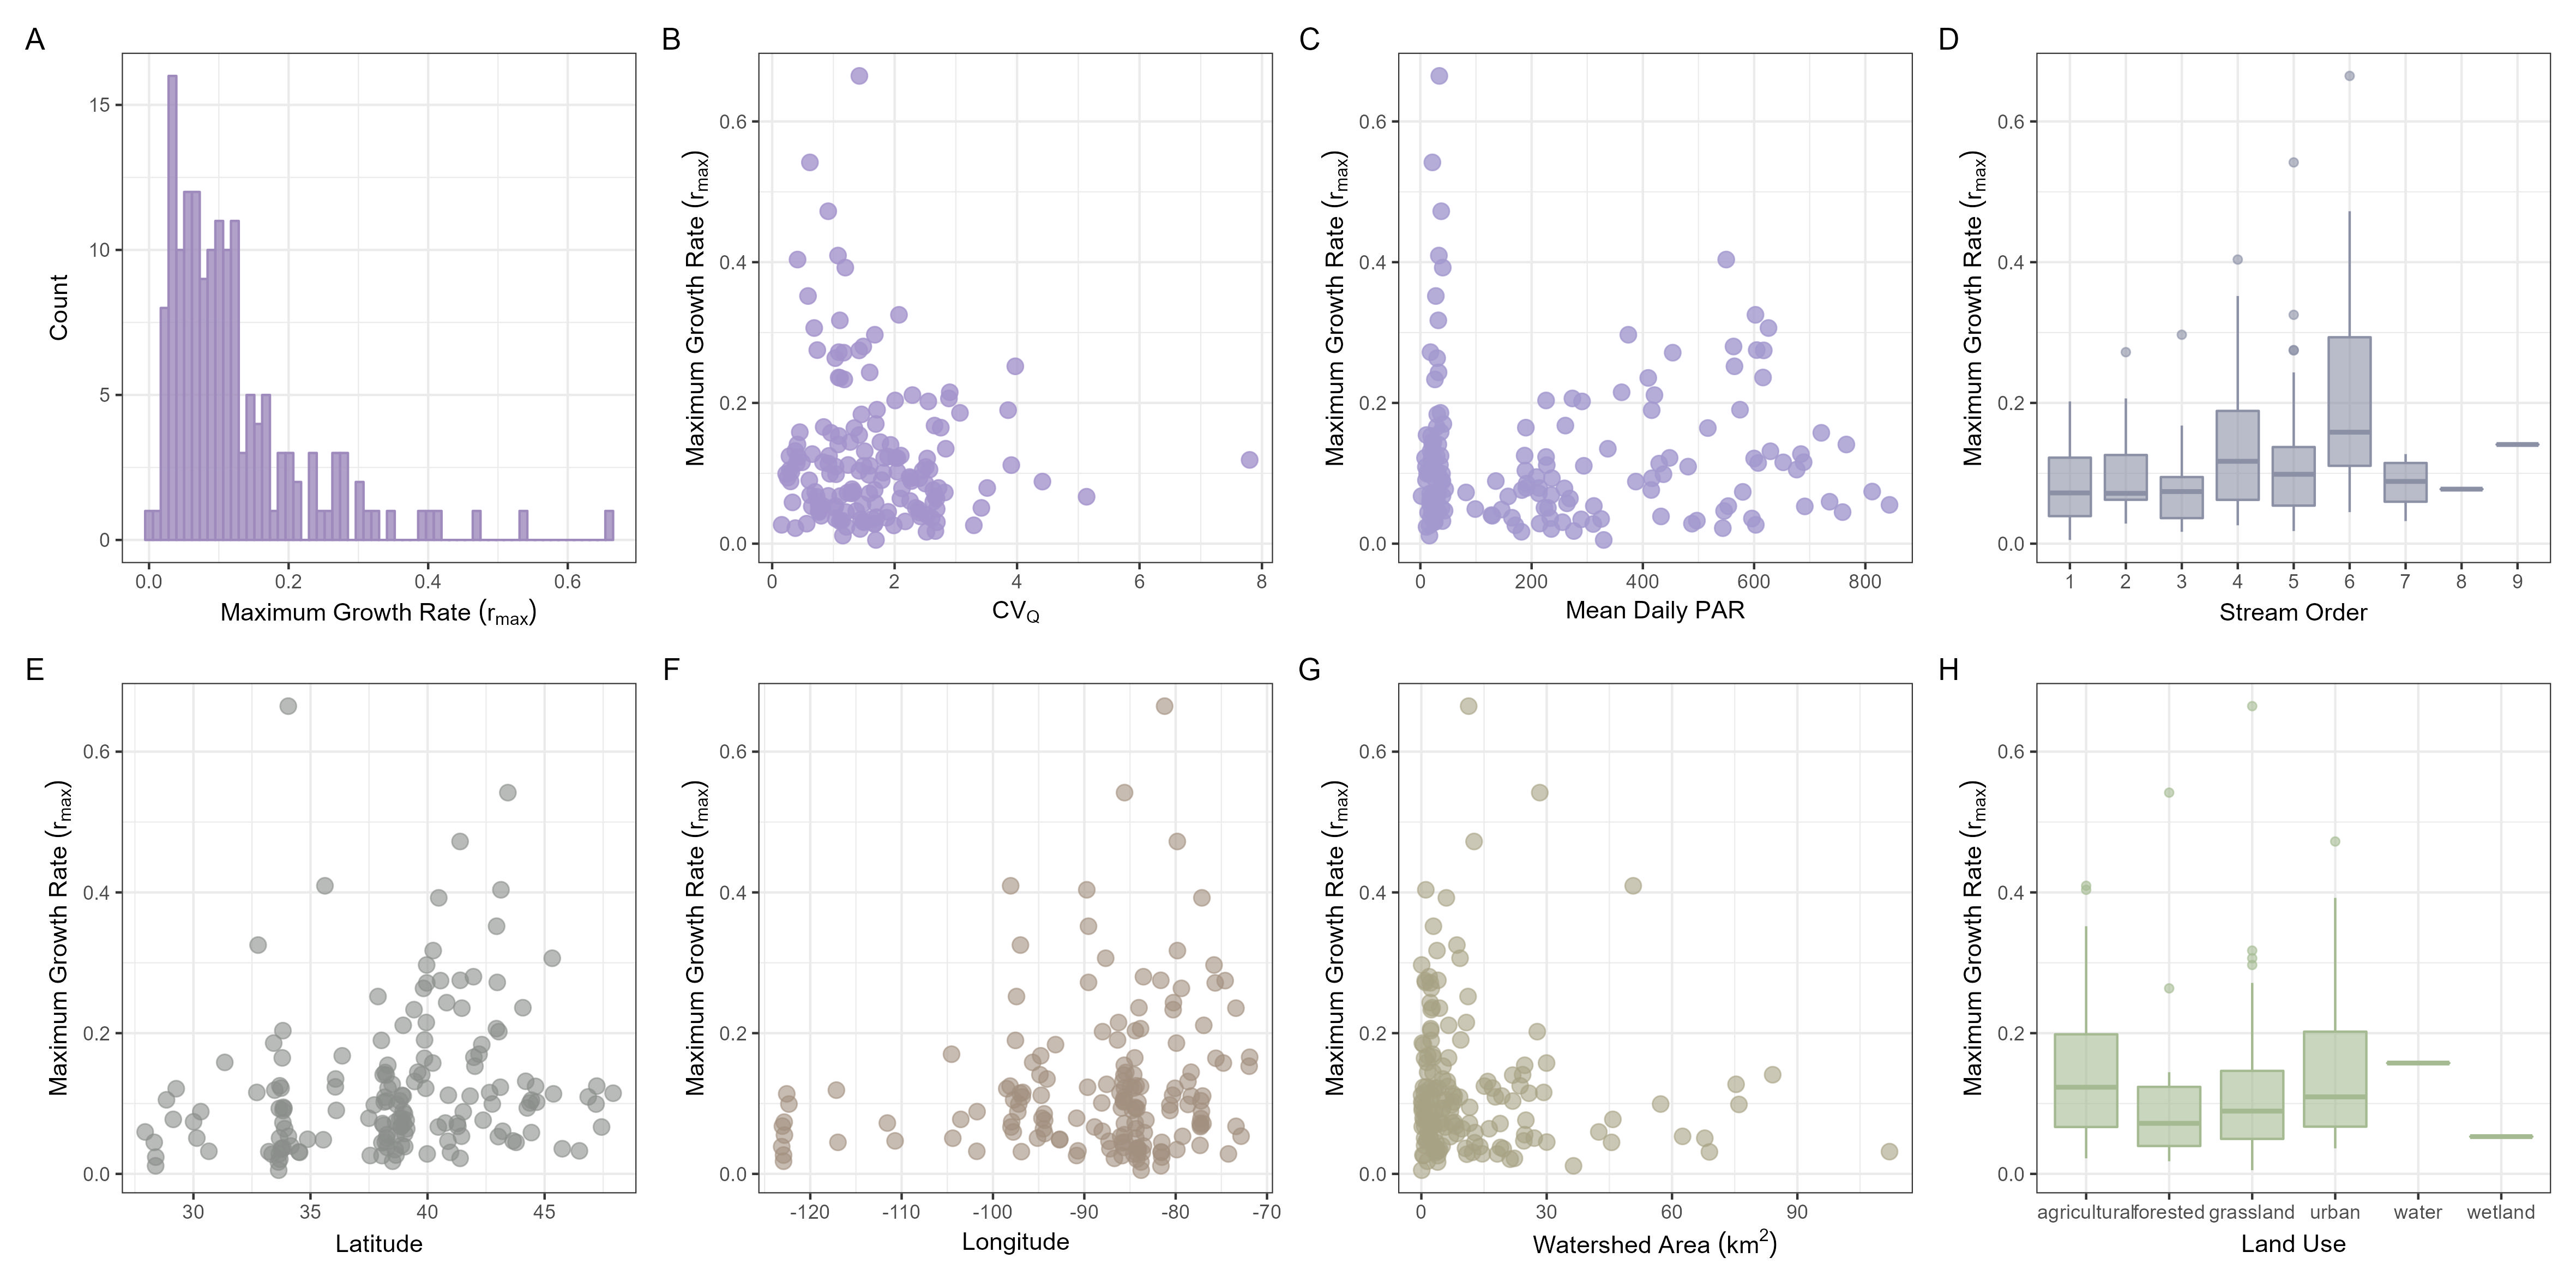 A
15
10
5
0
Count
0.0 0.2 0.4 0.6
Maximum Growth Rate (rmax)
B
0.6
0.4
0.2
0.0
Maximum Growth Rate (rmax)
0 2 4 6 8
CVQ
C
0.6
0.4
0.2
0.0
Maximum Growth Rate (rmax)
0 200 400 600 800
Mean Daily PAR
D
0.6
0.4
0.2
0.0
Maximum Growth Rate (rmax)
1 2 3 4 5 6 7 8 9
Stream Order
E
0.6
0.4
0.2
0.0
Maximum Growth Rate (rmax)
30 35 40 45
Latitude
F
0.6
0.4
0.2
0.0
Maximum Growth Rate (rmax)
-120 -110 -100 -90 -80 -70
Longitude
G
0.6
0.4
0.2
0.0
Maximum Growth Rate (rmax)
0 30 60 90
Watershed Area (km2)
H
0.6
0.4
0.2
0.0
Maximum Growth Rate (rmax)
agricultural forested grassland urban water wetland
Land Use